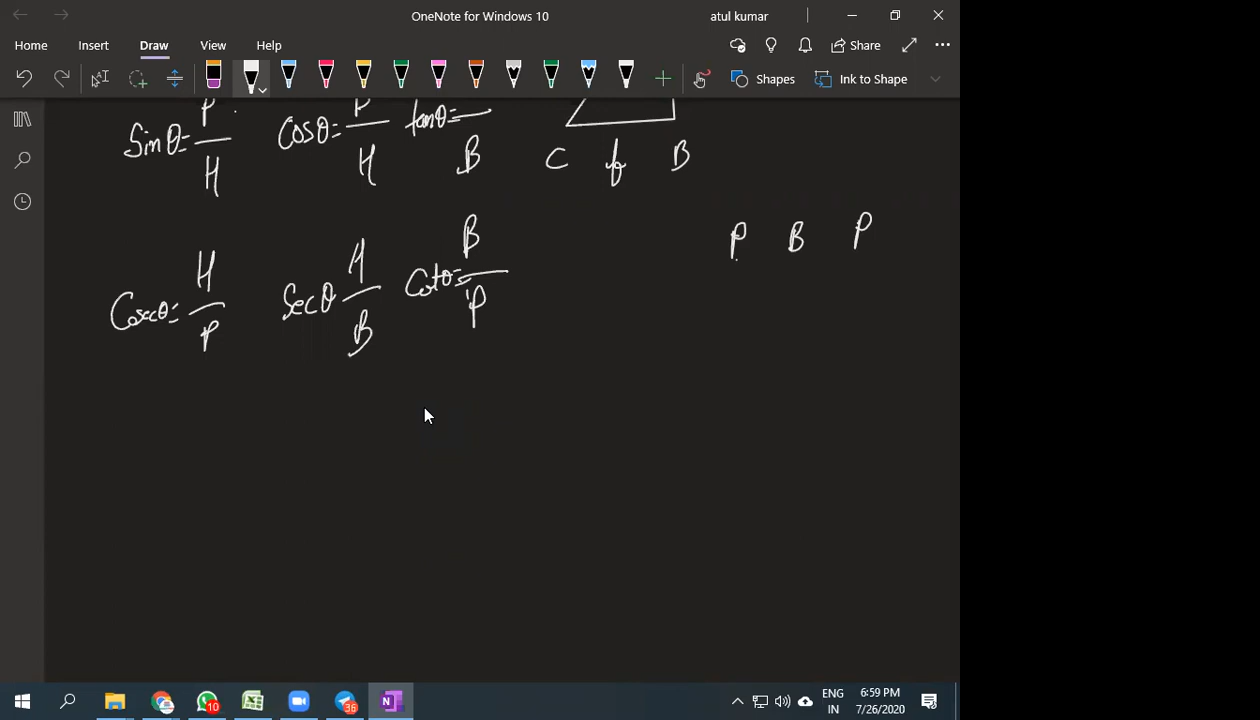 OneNote for Windows 10
atul kumar
Home Insert Draw View Help
Share
Shapes
Ink to Shape
Sinθ= P/H Cosθ= P/H tanθ= /B
C f B
P B P
Cosecθ= H/P Secθ H/B Cotθ= B/P
10
36
N
ENG
IN
6:59 PM
7/26/2020